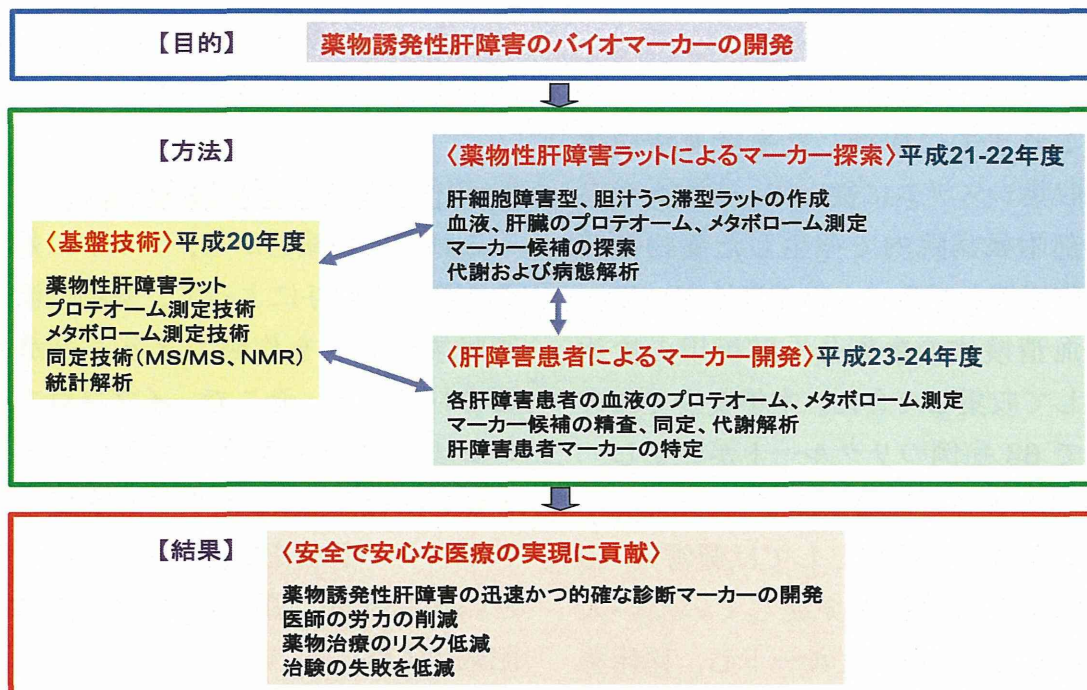 【目的】 薬物誘発性肝障害のバイオマーカーの開発
【方法】
〈基盤技術〉平成20年度
薬物性肝障害ラット
プロテオーム測定技術
メタボローム測定技術
同定技術(MS/MS、NMR)
統計解析
〈薬物性肝障害ラットによるマーカー探索〉平成21-22年度
肝細胞障害型、胆汁うっ滞型ラットの作成
血液、肝臓のプロテオーム、メタボローム測定
マーカー候補の探索
代謝および病態解析
〈肝障害患者によるマーカー開発〉平成23-24年度
各肝障害患者の血液のプロテオーム、メタボローム測定
マーカー候補の精査、同定、代謝解析
肝障害患者マーカーの特定
【結果】 〈安全で安心な医療の実現に貢献〉
薬物誘発性肝障害の迅速かつ的確な診断マーカーの開発
医師の労力の削減
薬物治療のリスク低減
治験の失敗を低減